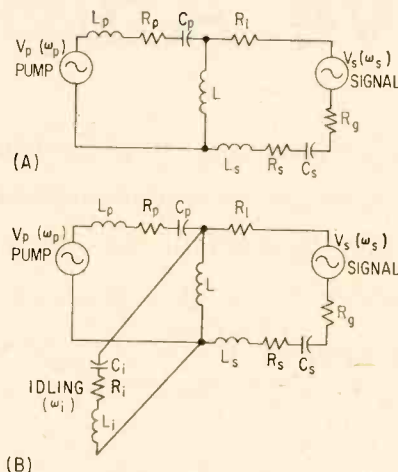 Lp Rp Cp Rl
Vp(ωp) PUMP
Vs(ωs) SIGNAL
L
Rg
Ls Rs Cs
(A)
Lp Rp Cp Rl
Vp(ωp) PUMP
Vs(ωs) SIGNAL
L
Rg
Ls Rs Cs
Ci
IDLING Ri
(ωi)
Li
(B)